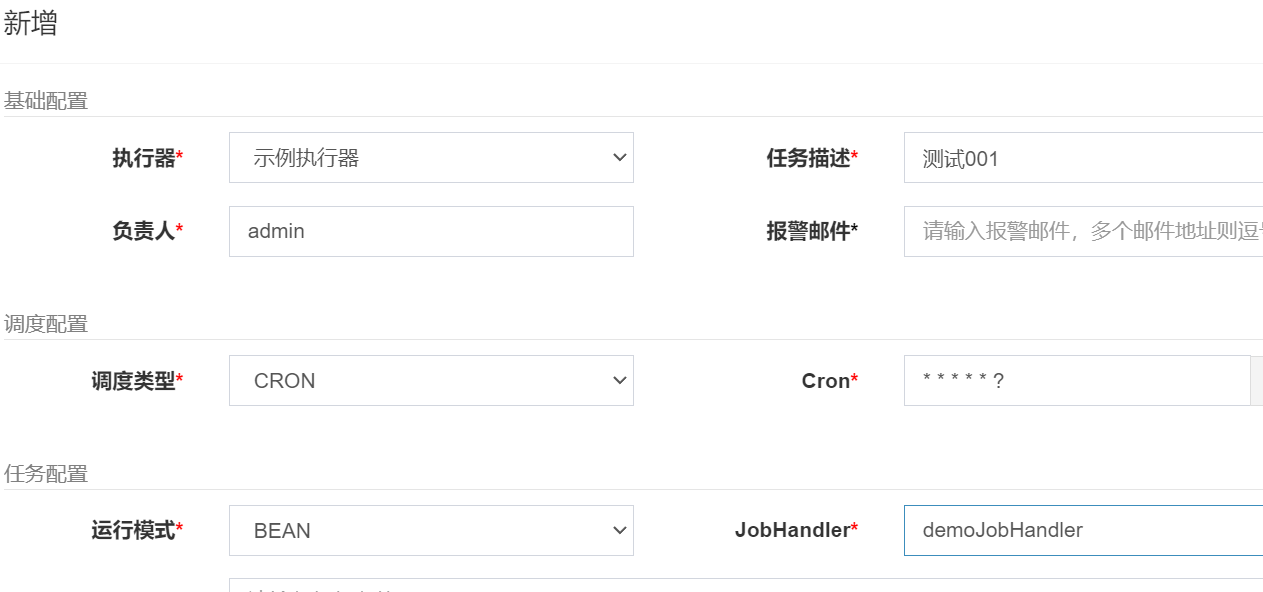 新增
基础配置
执行器* 示例执行器 任务描述* 测试001
负责人* admin 报警邮件* 请输入报警邮件，多个邮件地址则逗
调度配置
调度类型* CRON Cron* * * * * * ?
任务配置
运行模式* BEAN JobHandler* demoJobHandler